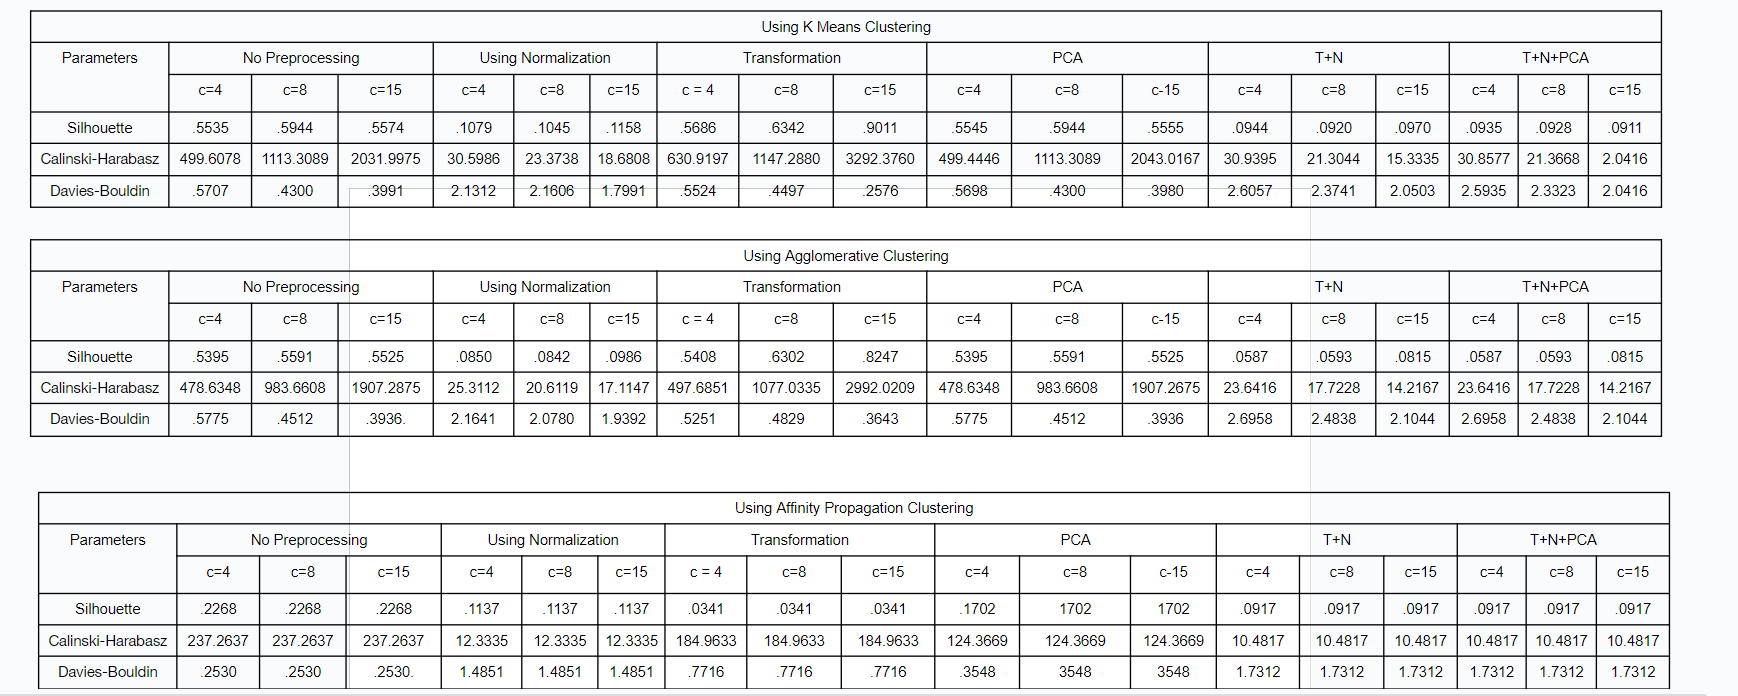 Using K Means Clustering
Parameters No Preprocessing Using Normalization Transformation PCA T+N T+N+PCA
c=4 c=8 c=15 c=4 c=8 c=15 c = 4 c=8 c=15 c=4 c=8 c-15 c=4 c=8 c=15 c=4 c=8 c=15
Silhouette .5535 .5944 .5574 .1079 .1045 .1158 .5686 .6342 .9011 .5545 .5944 .5555 .0944 .0920 .0970 .0935 .0928 .0911
Calinski-Harabasz 499.6078 1113.3089 2031.9975 30.5986 23.3738 18.6808 630.9197 1147.2880 3292.3760 499.4446 1113.3089 2043.0167 30.9395 21.3044 15.3335 30.8577 21.3668 2.0416
Davies-Bouldin .5707 .4300 .3991 2.1312 2.1606 1.7991 .5524 .4497 .2576 .5698 .4300 .3980 2.6057 2.3741 2.0503 2.5935 2.3323 2.0416
Using Agglomerative Clustering
Parameters No Preprocessing Using Normalization Transformation PCA T+N T+N+PCA
c=4 c=8 c=15 c=4 c=8 c=15 c = 4 c=8 c=15 c=4 c=8 c-15 c=4 c=8 c=15 c=4 c=8 c=15
Silhouette .5395 .5591 .5525 .0850 .0842 .0986 .5408 .6302 .8247 .5395 .5591 .5525 .0587 .0593 .0815 .0587 .0593 .0815
Calinski-Harabasz 478.6348 983.6608 1907.2875 25.3112 20.6119 17.1147 497.6851 1077.0335 2992.0209 478.6348 983.6608 1907.2675 23.6416 17.7228 14.2167 23.6416 17.7228 14.2167
Davies-Bouldin .5775 .4512 .3936. 2.1641 2.0780 1.9392 .5251 .4829 .3643 .5775 .4512 .3936 2.6958 2.4838 2.1044 2.6958 2.4838 2.1044
Using Affinity Propagation Clustering
Parameters No Preprocessing Using Normalization Transformation PCA T+N T+N+PCA
c=4 c=8 c=15 c=4 c=8 c=15 c = 4 c=8 c=15 c=4 c=8 c-15 c=4 c=8 c=15 c=4 c=8 c=15
Silhouette .2268 .2268 .2268 .1137 .1137 .1137 .0341 .0341 .0341 .1702 1702 1702 .0917 .0917 .0917 .0917 .0917 .0917
Calinski-Harabasz 237.2637 237.2637 237.2637 12.3335 12.3335 12.3335 184.9633 184.9633 184.9633 124.3669 124.3669 124.3669 10.4817 10.4817 10.4817 10.4817 10.4817 10.4817
Davies-Bouldin .2530 .2530 .2530. 1.4851 1.4851 1.4851 .7716 .7716 .7716 .3548 3548 3548 1.7312 1.7312 1.7312 1.7312 1.7312 1.7312